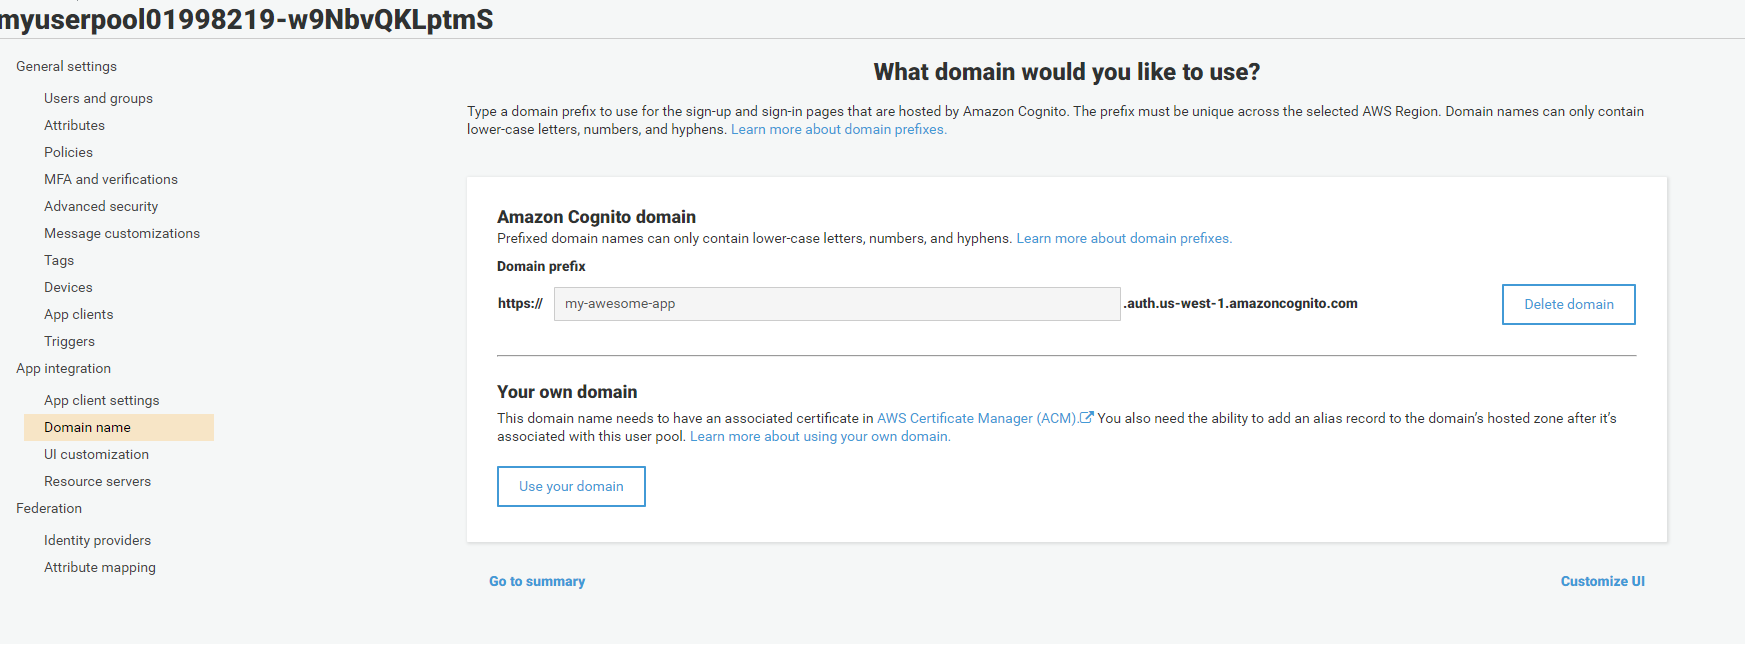 myuserpool01998219-w9NbvQKLptmS
General settings
Users and groups
Attributes
Policies
MFA and verifications
Advanced security
Message customizations
Tags
Devices
App clients
Triggers
App integration
App client settings
Domain name
UI customization
Resource servers
Federation
Identity providers
Attribute mapping
What domain would you like to use?
Type a domain prefix to use for the sign-up and sign-in pages that are hosted by Amazon Cognito. The prefix must be unique across the selected AWS Region. Domain names can only contain
lower-case letters, numbers, and hyphens. Learn more about domain prefixes.
Amazon Cognito domain
Prefixed domain names can only contain lower-case letters, numbers, and hyphens. Learn more about domain prefixes.
Domain prefix
https:// my-awesome-app .auth.us-west-1.amazoncognito.com Delete domain
Your own domain
This domain name needs to have an associated certificate in AWS Certificate Manager (ACM). You also need the ability to add an alias record to the domain’s hosted zone after it’s
associated with this user pool. Learn more about using your own domain.
Use your domain
Go to summary Customize UI